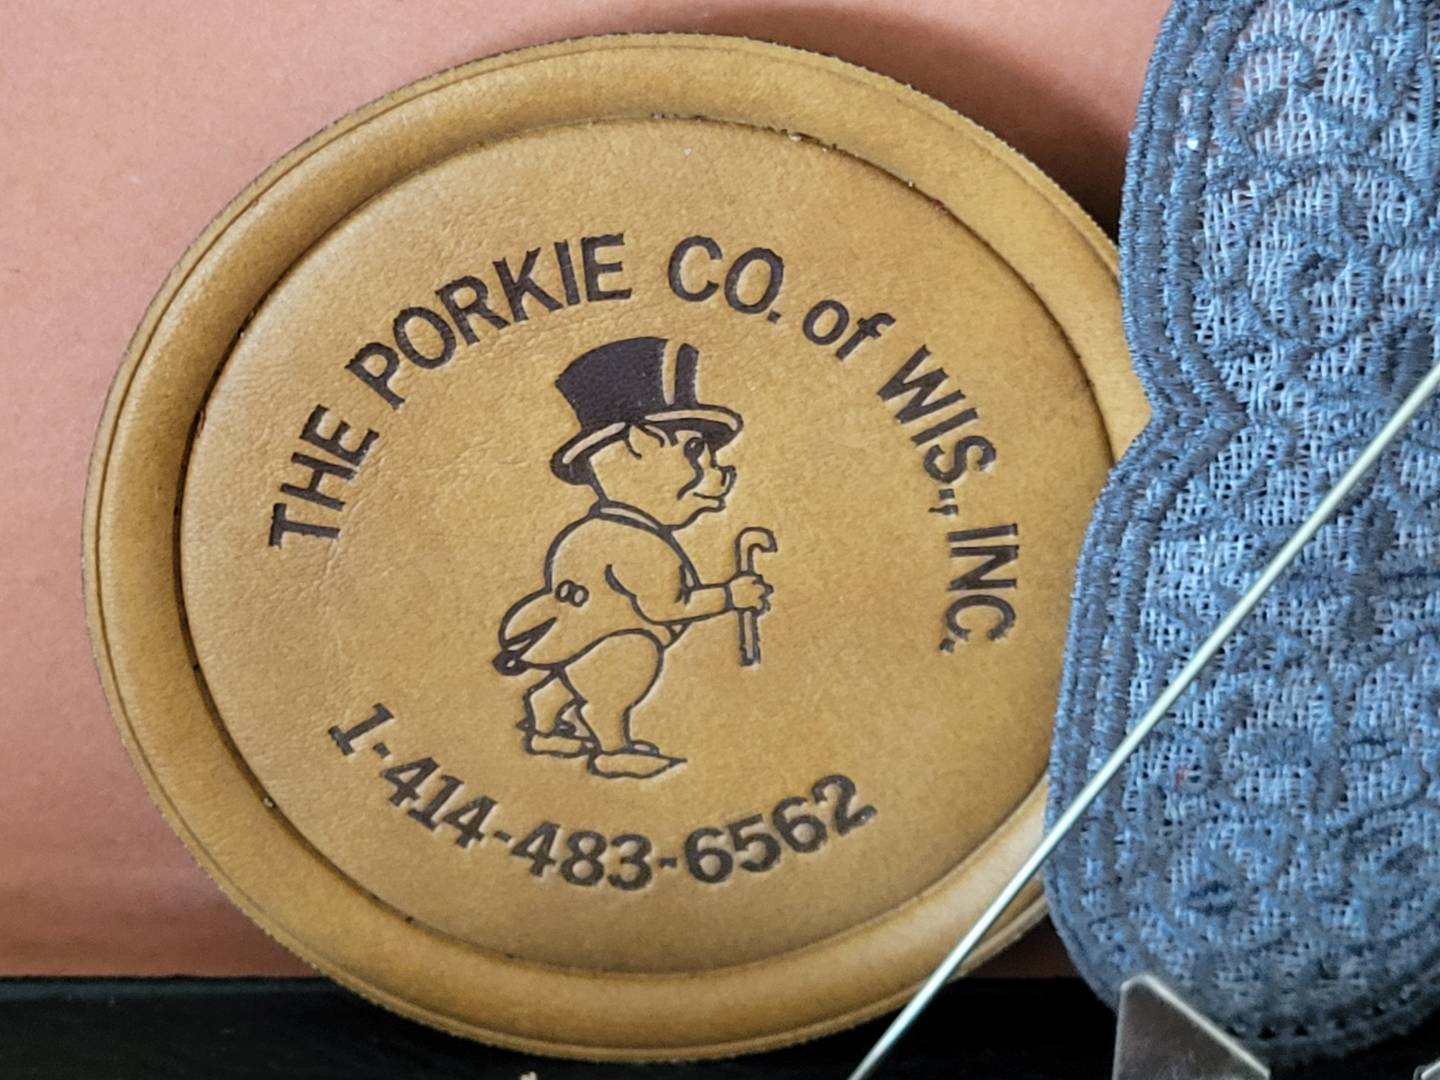 THE PORKIE CO. of WIS., INC.
1-414-483-6562